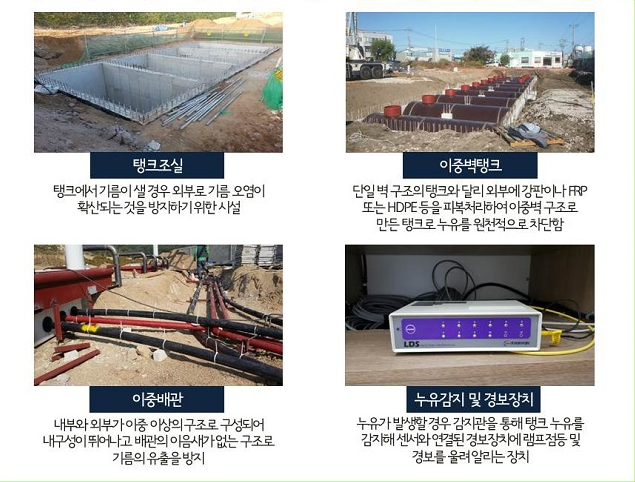 탱크조실
탱크에서 기름이 샐 경우 외부로 기름 오염이
확산되는 것을 방지하기 위한 시설
이중벽탱크
단일 벽 구조의 탱크와 달리 외부에 강판이나 FRP
또는 HDPE 등을 피복처리하여 이중벽 구조로
만든 탱크로 누유를 원천적으로 차단함
이중배관
내부와 외부가 이중 이상의 구조로 구성되어
내구성이 뛰어나고 배관의 이음새가 없는 구조로
기름의 유출을 방지
LDS
누유감지 및 경보장치
누유가 발생할 경우 감지관을 통해 탱크 누유를
감지해 센서와 연결된 경보장치에 램프점등 및
경보를 울려 알리는 장치